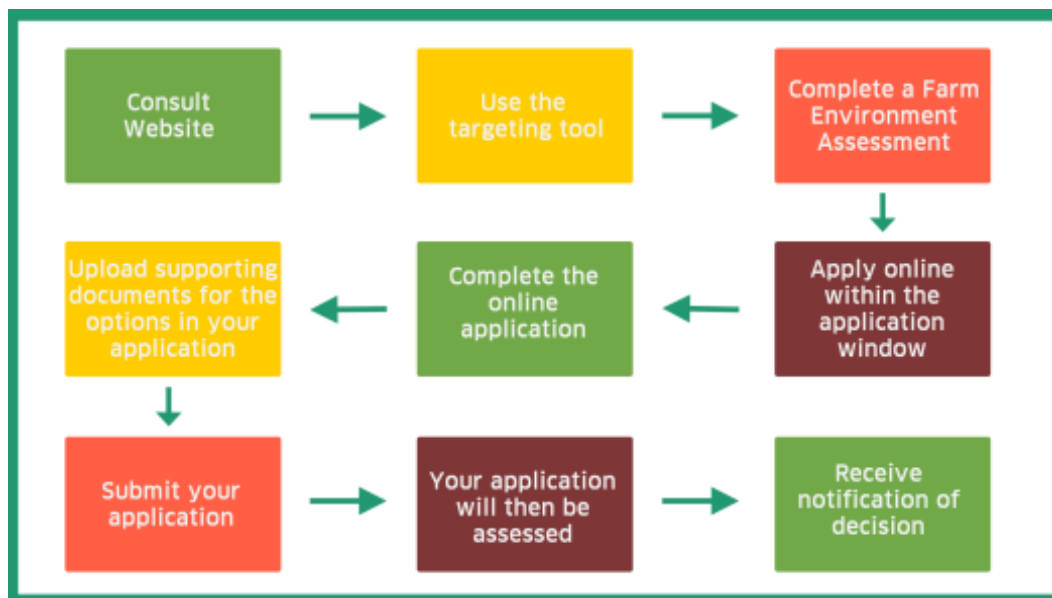 Consult
Website
Use the
targeting tool
Complete a Farm
Environment
Assessment
Apply online
within the
application
window
Complete the
online
application
Upload supporting
documents for the
options in your
application
Submit your
application
Your application
will then be
assessed
Receive
notification of
decision